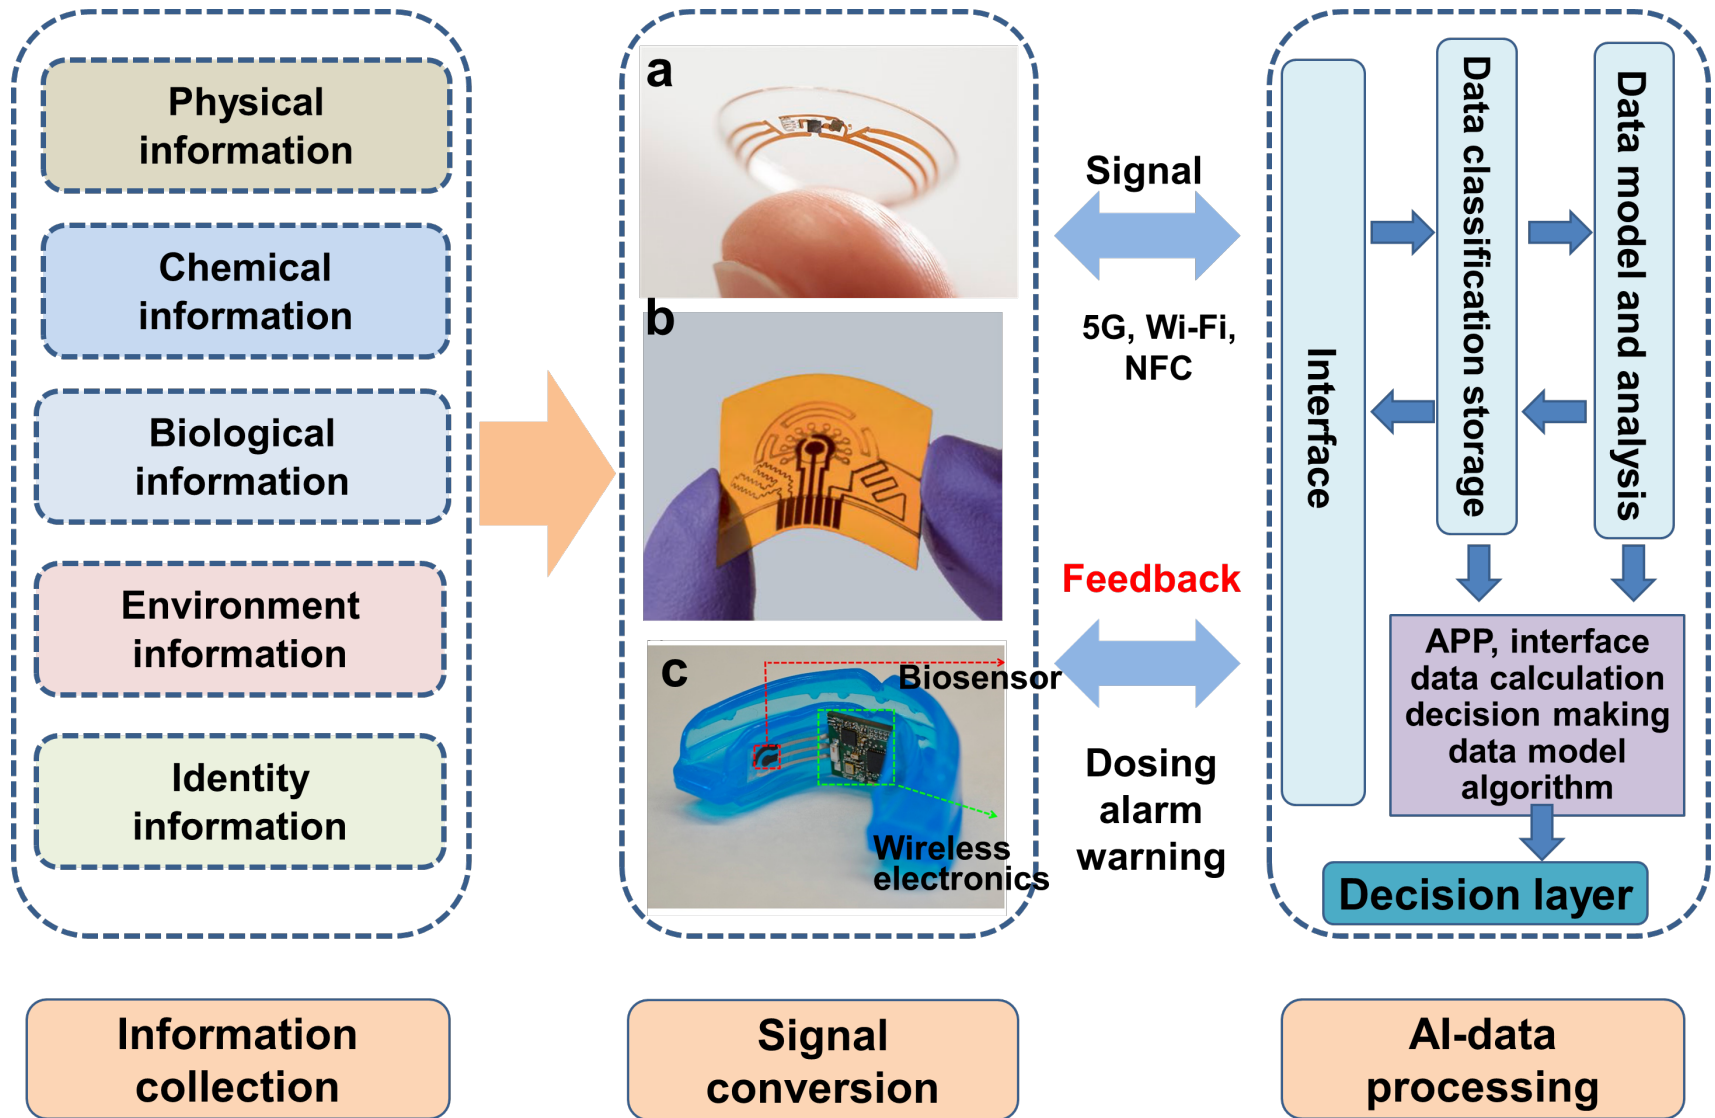 Physical
information
Chemical
information
Biological
information
Environment
information
Identity
information
Information
collection
a
b
c
Biosensor
Wireless
electronics
Signal
conversion
Signal
5G, Wi-Fi,
NFC
Feedback
Dosing
alarm
warning
Interface
Data classification storage
Data model and analysis
APP, interface
data calculation
decision making
data model
algorithm
Decision layer
AI-data
processing